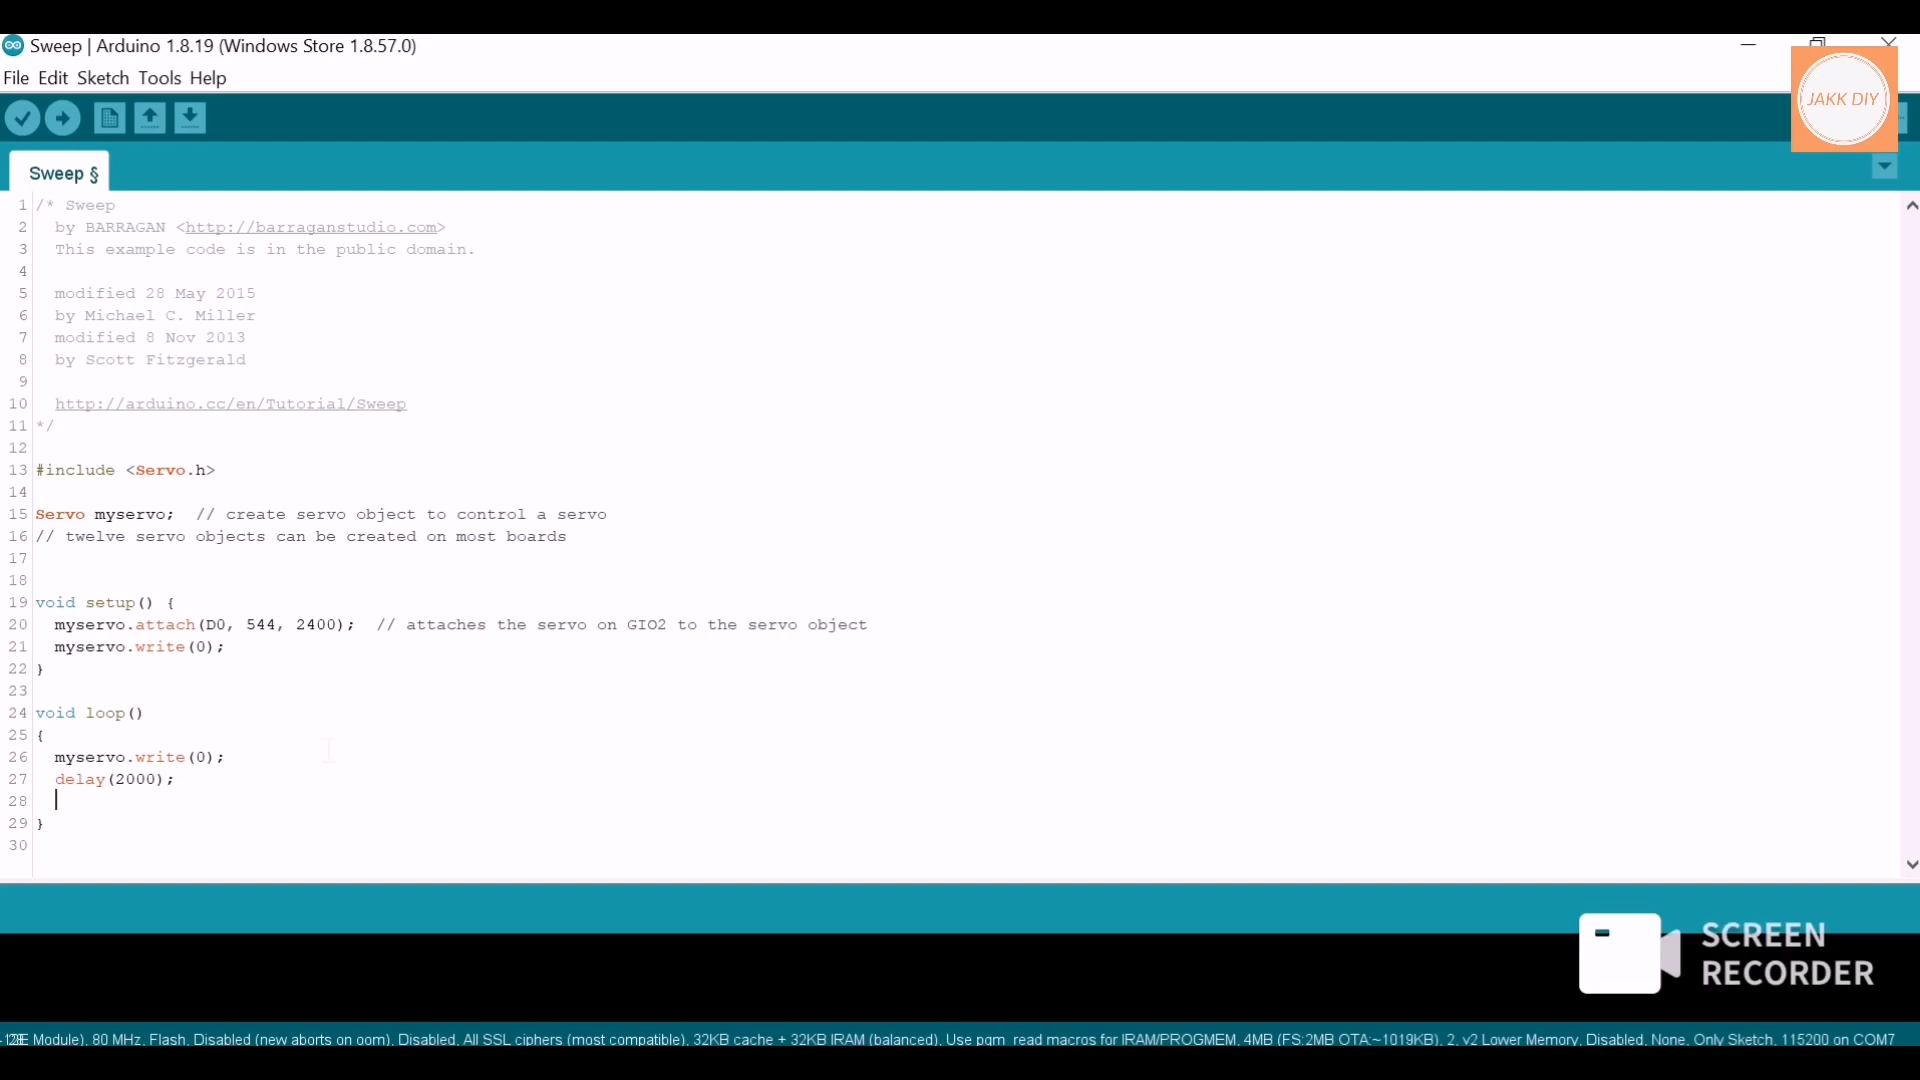 Sweep | Arduino 1.8.19 (Windows Store 1.8.57.0)
File Edit Sketch Tools Help
JAKK DIY
Sweep §
1 /* Sweep
2 by BARRAGAN <http://barraganstudio.com>
3 This example code is in the public domain.
4
5 modified 28 May 2015
6 by Michael C. Miller
7 modified 8 Nov 2013
8 by Scott Fitzgerald
9
10 http://arduino.cc/en/Tutorial/Sweep
11 */
12
13 #include <Servo.h>
14
15 Servo myservo; // create servo object to control a servo
16 // twelve servo objects can be created on most boards
17
18
19 void setup() {
20 myservo.attach(D0, 544, 2400); // attaches the servo on GIO2 to the servo object
21 myservo.write(0);
22 }
23
24 void loop()
25 {
26 myservo.write(0);
27 delay(2000);
28
29 }
30
SCREEN
RECORDER
Module), 80 MHz, Flash, Disabled (new aborts on oom), Disabled, All SSL ciphers (most compatible), 32KB cache + 32KB IRAM (balanced), Use pgm_read macros for IRAM/PROGMEM, 4MB (FS:2MB OTA:~1019KB), 2, v2 Lower Memory, Disabled, None, Only Sketch, 115200 on COM7